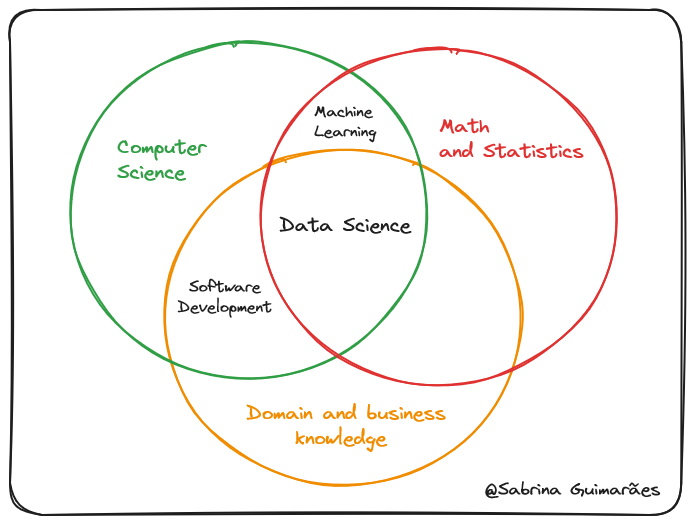 Machine
Learning
Computer
Science
Math
and Statistics
Data Science
Software
Development
Domain and business
knowledge
@Sabrina Guimarães